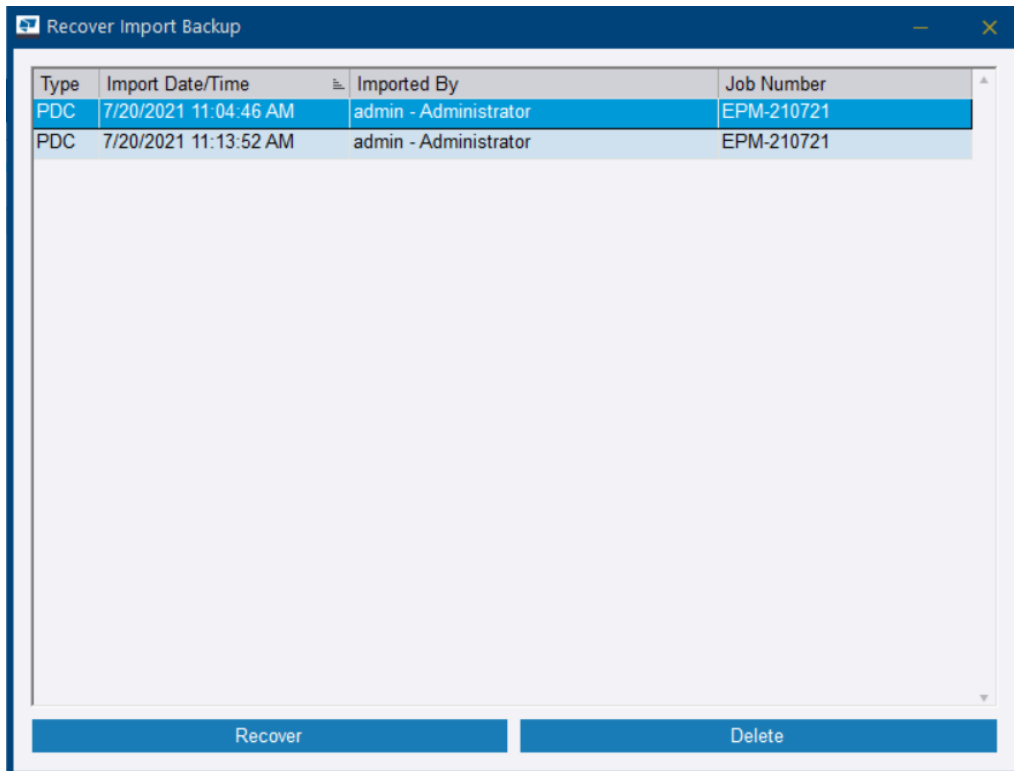 Recover Import Backup
Type Import Date/Time Imported By Job Number
PDC 7/20/2021 11:04:46 AM admin - Administrator EPM-210721
PDC 7/20/2021 11:13:52 AM admin - Administrator EPM-210721
Recover Delete